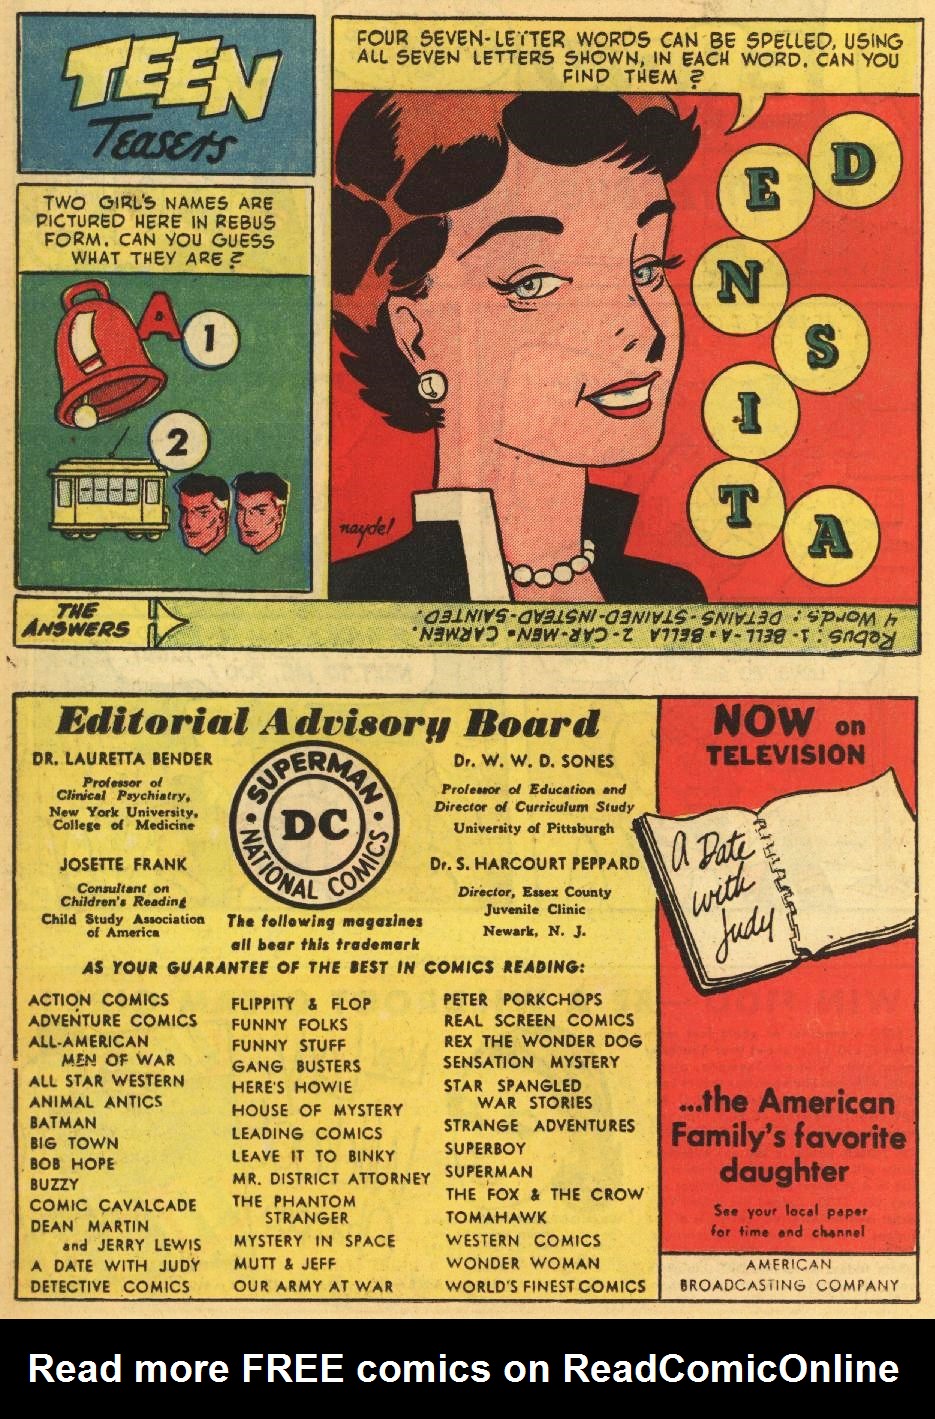 TEEN
TEASERS
TWO GIRL'S NAMES ARE
PICTURED HERE IN REBUS
FORM. CAN YOU GUESS
WHAT THEY ARE?
A
1
2
FOUR SEVEN-LETTER WORDS CAN BE SPELLED, USING
ALL SEVEN LETTERS SHOWN, IN EACH WORD. CAN YOU
FIND THEM?
D
E
N
S
I
T
A
naydel
THE
ANSWERS
Rebus: 1- BELL-A • BELLA 2 - CAR-MEN • CARMEN.
4 Words: DETAINS-STAINED-INSTEAD-SAINTED.
Editorial Advisory Board
DR. LAURETTA BENDER
Professor of
Clinical Psychiatry,
New York University,
College of Medicine
JOSETTE FRANK
Consultant on
Children's Reading
Child Study Association
of America
SUPERMAN
DC
NATIONAL COMICS
The following magazines
all bear this trademark
Dr. W. W. D. SONES
Professor of Education and
Director of Curriculum Study
University of Pittsburgh
Dr. S. HARCOURT PEPPARD
Director, Essex County
Juvenile Clinic
Newark, N. J.
AS YOUR GUARANTEE OF THE BEST IN COMICS READING:
ACTION COMICS
ADVENTURE COMICS
ALL-AMERICAN
MEN OF WAR
ALL STAR WESTERN
ANIMAL ANTICS
BATMAN
BIG TOWN
BOB HOPE
BUZZY
COMIC CAVALCADE
DEAN MARTIN
and JERRY LEWIS
A DATE WITH JUDY
DETECTIVE COMICS
FLIPPITY & FLOP
FUNNY FOLKS
FUNNY STUFF
GANG BUSTERS
HERE'S HOWIE
HOUSE OF MYSTERY
LEADING COMICS
LEAVE IT TO BINKY
MR. DISTRICT ATTORNEY
THE PHANTOM
STRANGER
MYSTERY IN SPACE
MUTT & JEFF
OUR ARMY AT WAR
PETER PORKCHOPS
REAL SCREEN COMICS
REX THE WONDER DOG
SENSATION MYSTERY
STAR SPANGLED
WAR STORIES
STRANGE ADVENTURES
SUPERBOY
SUPERMAN
THE FOX & THE CROW
TOMAHAWK
WESTERN COMICS
WONDER WOMAN
WORLD'S FINEST COMICS
NOW on
TELEVISION
A Date
with
Judy
...the American
Family's favorite
daughter
See your local paper
for time and channel
AMERICAN
BROADCASTING COMPANY
Read more FREE comics on ReadComicOnline